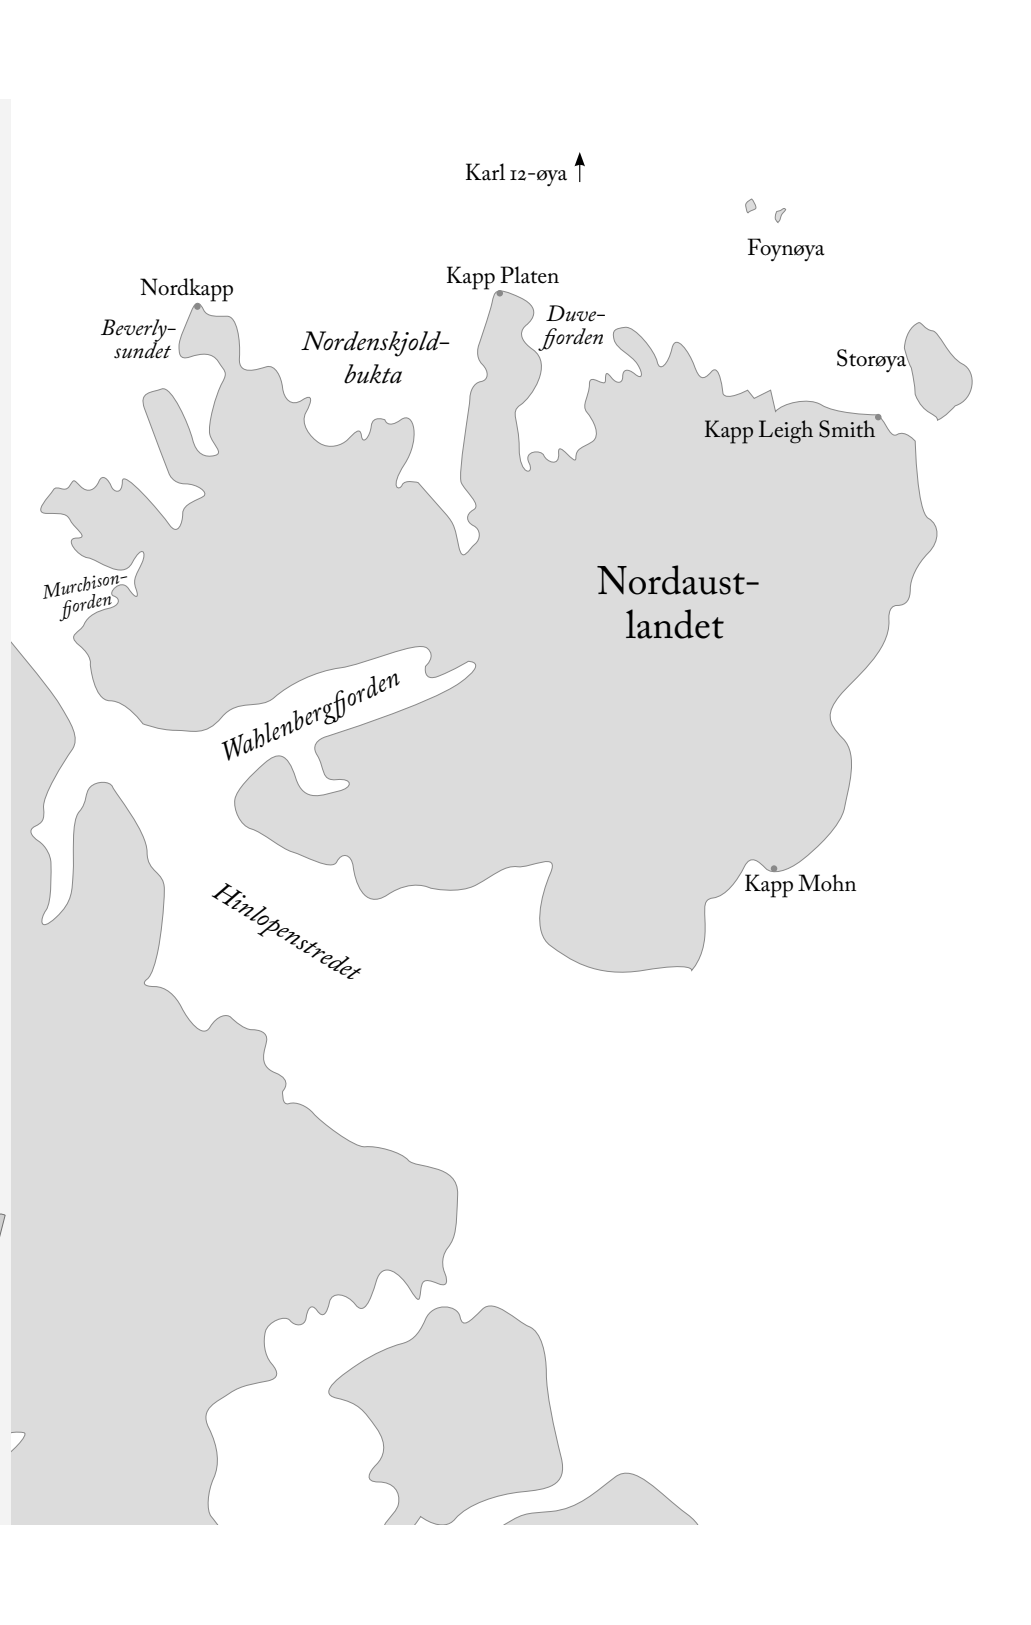 Karl 12-øya
Foynøya
Kapp Platen
Nordkapp
Beverly-
sundet
Nordenskjold-
bukta
Duve-
fjorden
Storøya
Kapp Leigh Smith
Murchison-
fjorden
Nordaust-
landet
Wahlenbergfjorden
Kapp Mohn
Hinlopenstredet